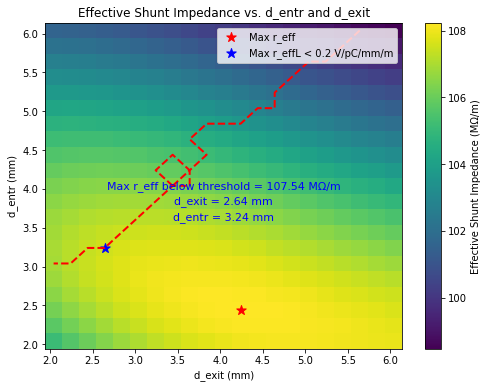 Effective Shunt Impedance vs. d_entr and d_exit
Max r_eff
Max r_effL < 0.2 V/pC/mm/m
6.0
5.5
5.0
4.5
4.0
3.5
3.0
2.5
2.0
d_entr (mm)
Max r_eff below threshold = 107.54 MΩ/m
d_exit = 2.64 mm
d_entr = 3.24 mm
2.0 2.5 3.0 3.5 4.0 4.5 5.0 5.5 6.0
d_exit (mm)
108
106
104
102
100
Effective Shunt Impedance (MΩ/m)